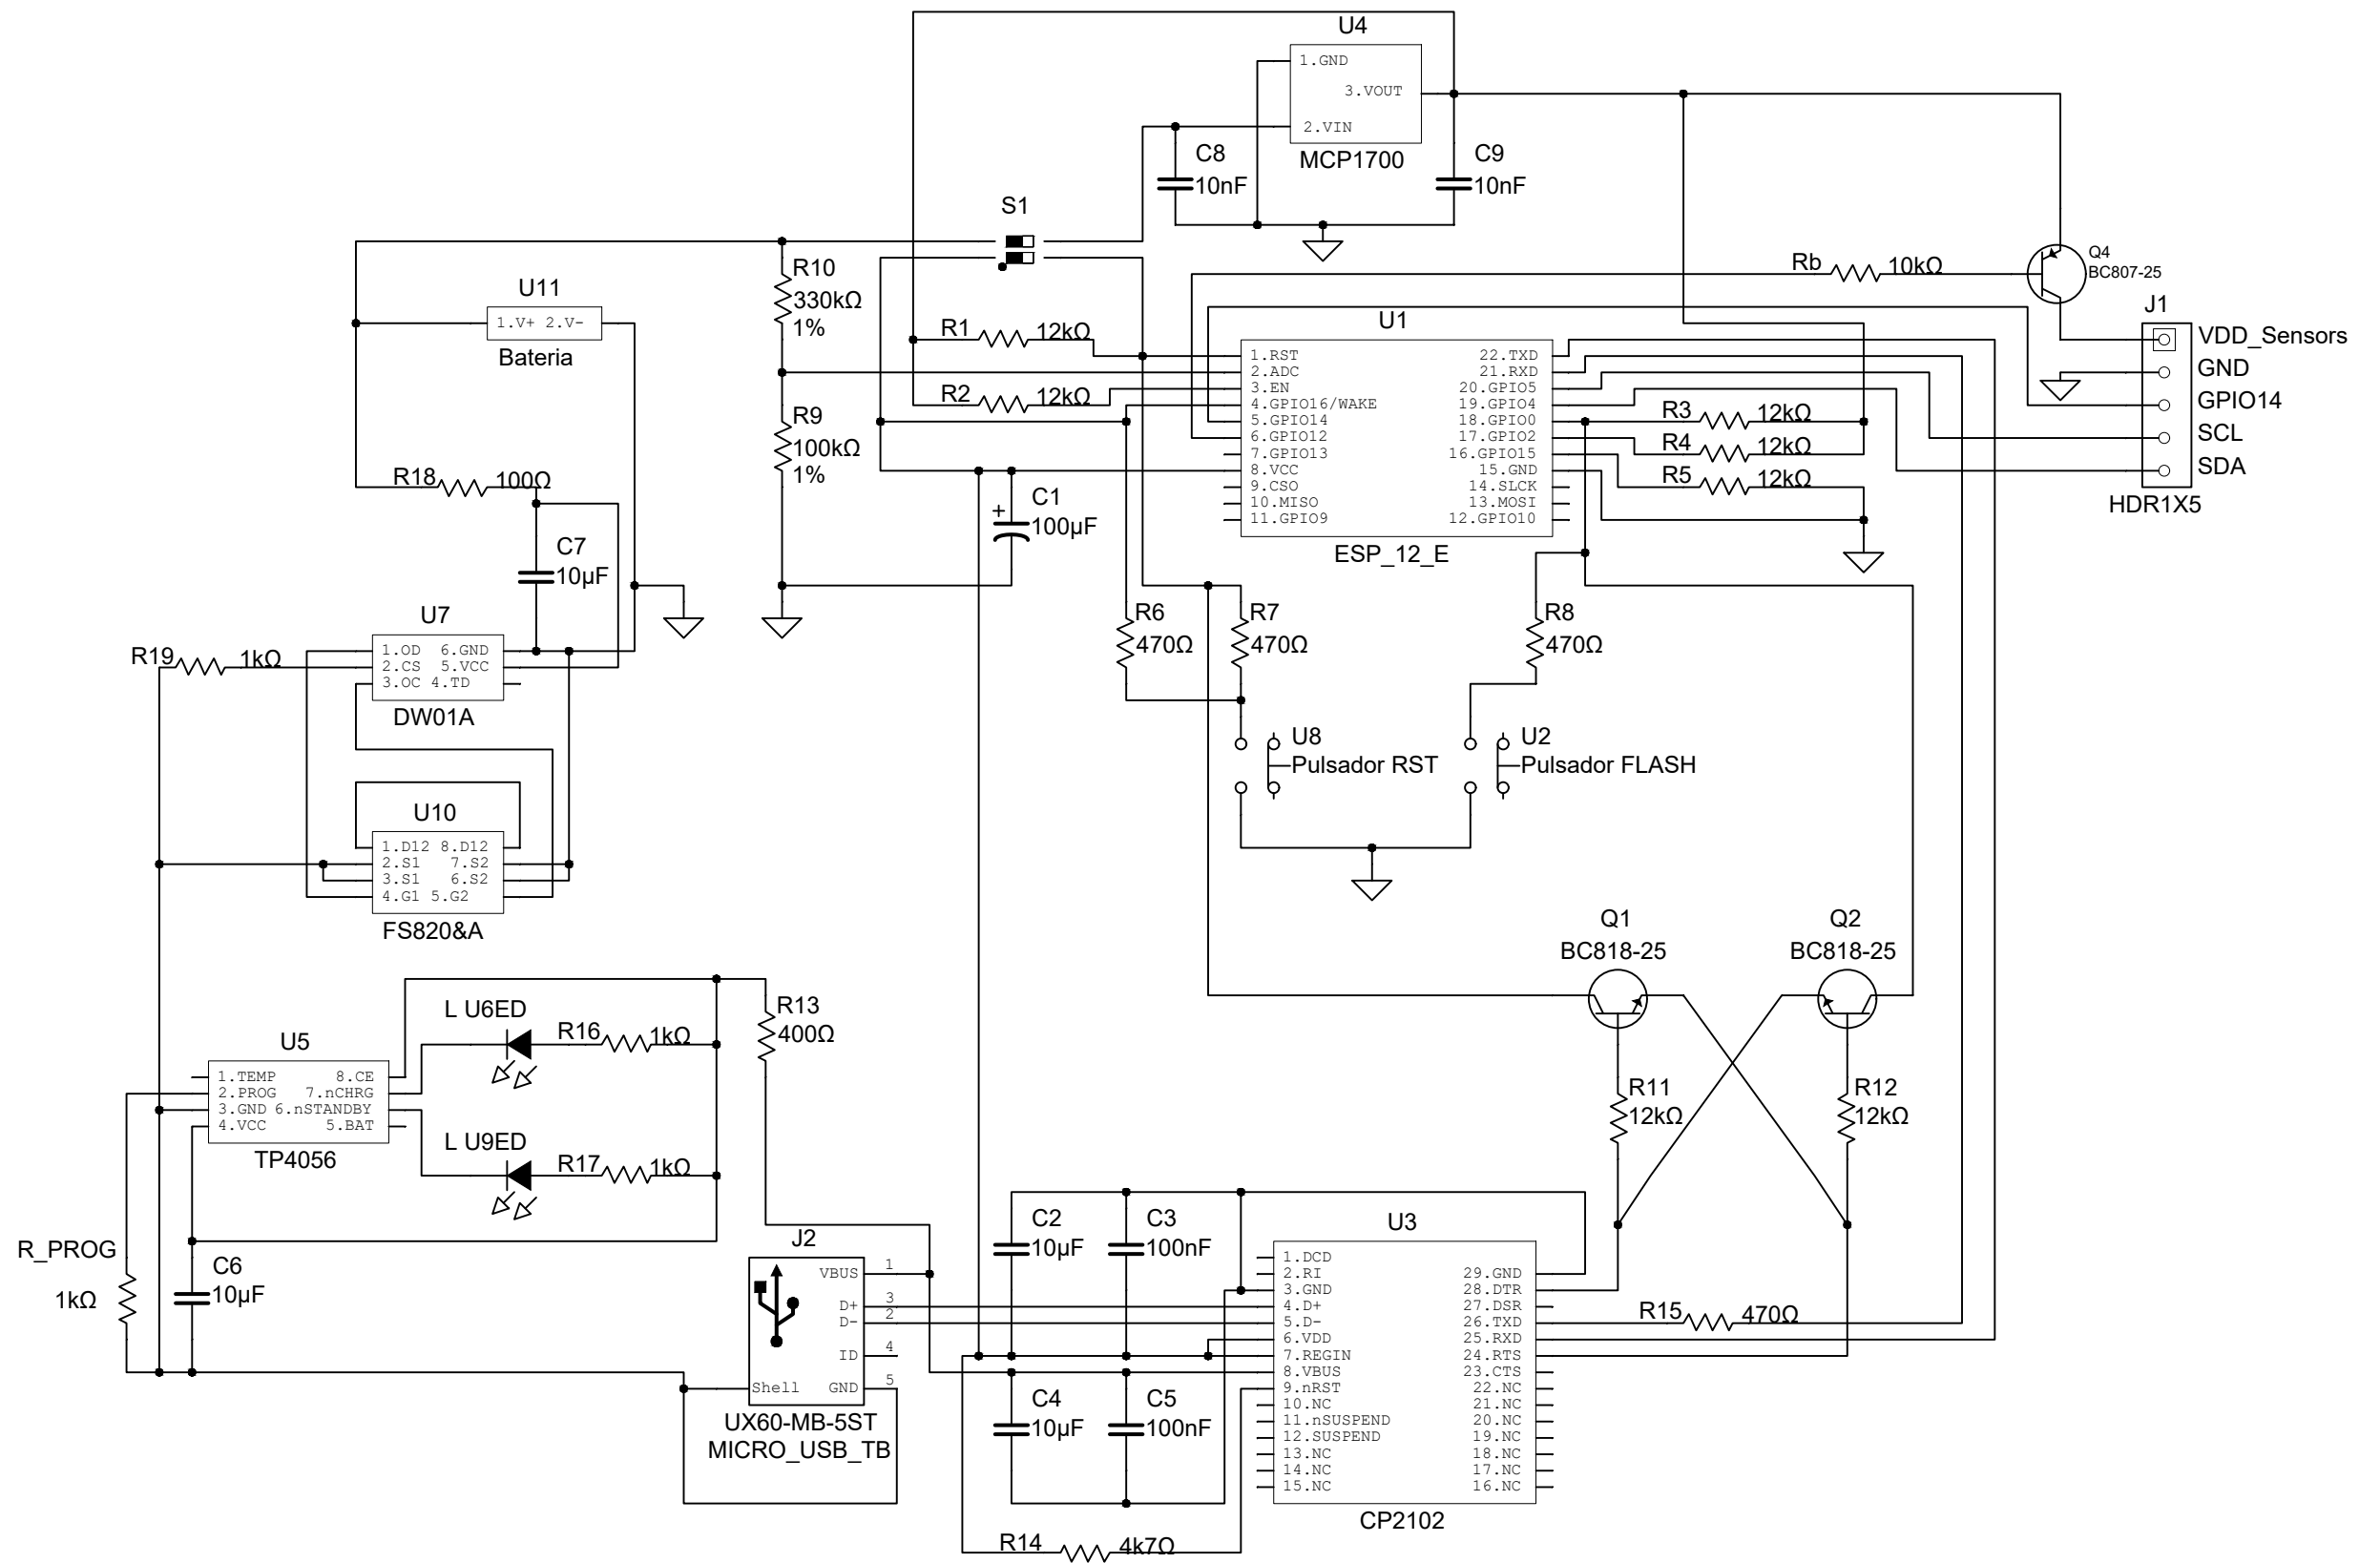 U4
1.GND
3.VOUT
2.VIN
MCP1700
C8
10nF
C9
10nF
S1
R10
330kΩ
1%
Rb 10kΩ
Q4
BC807-25
J1
VDD_Sensors
GND
GPIO14
SCL
SDA
HDR1X5
U11
1.V+ 2.V-
Bateria
R1 12kΩ
R2 12kΩ
R9
100kΩ
1%
U1
1.RST 22.TXD
2.ADC 21.RXD
3.EN 20.GPIO5
4.GPIO16/WAKE 19.GPIO4
5.GPIO14 18.GPIO0
6.GPIO12 17.GPIO2
7.GPIO13 16.GPIO15
8.VCC 15.GND
9.CSO 14.SLCK
10.MISO 13.MOSI
11.GPIO9 12.GPIO10
ESP_12_E
R3 12kΩ
R4 12kΩ
R5 12kΩ
R18 100Ω
C1
+
100µF
C7
10µF
U7
1.OD 6.GND
2.CS 5.VCC
3.OC 4.TD
DW01A
R19 1kΩ
R6
470Ω
R7
470Ω
R8
470Ω
U8
Pulsador RST
U2
Pulsador FLASH
U10
1.D12 8.D12
2.S1 7.S2
3.S1 6.S2
4.G1 5.G2
FS820&A
Q1
BC818-25
Q2
BC818-25
R11
12kΩ
R12
12kΩ
L U6ED
R16 1kΩ
R13
400Ω
U5
1.TEMP 8.CE
2.PROG 7.nCHRG
3.GND 6.nSTANDBY
4.VCC 5.BAT
TP4056
L U9ED
R17 1kΩ
R_PROG
1kΩ
C6
10µF
J2
VBUS 1
D+ 3
D- 2
ID 4
Shell GND 5
UX60-MB-5ST
MICRO_USB_TB
C2
10µF
C3
100nF
C4
10µF
C5
100nF
U3
1.DCD
2.RI 29.GND
3.GND 28.DTR
4.D+ 27.DSR
5.D- 26.TXD
6.VDD 25.RXD
7.REGIN 24.RTS
8.VBUS 23.CTS
9.nRST 22.NC
10.NC 21.NC
11.nSUSPEND 20.NC
12.SUSPEND 19.NC
13.NC 18.NC
14.NC 17.NC
15.NC 16.NC
CP2102
R15 470Ω
R14 4k7Ω